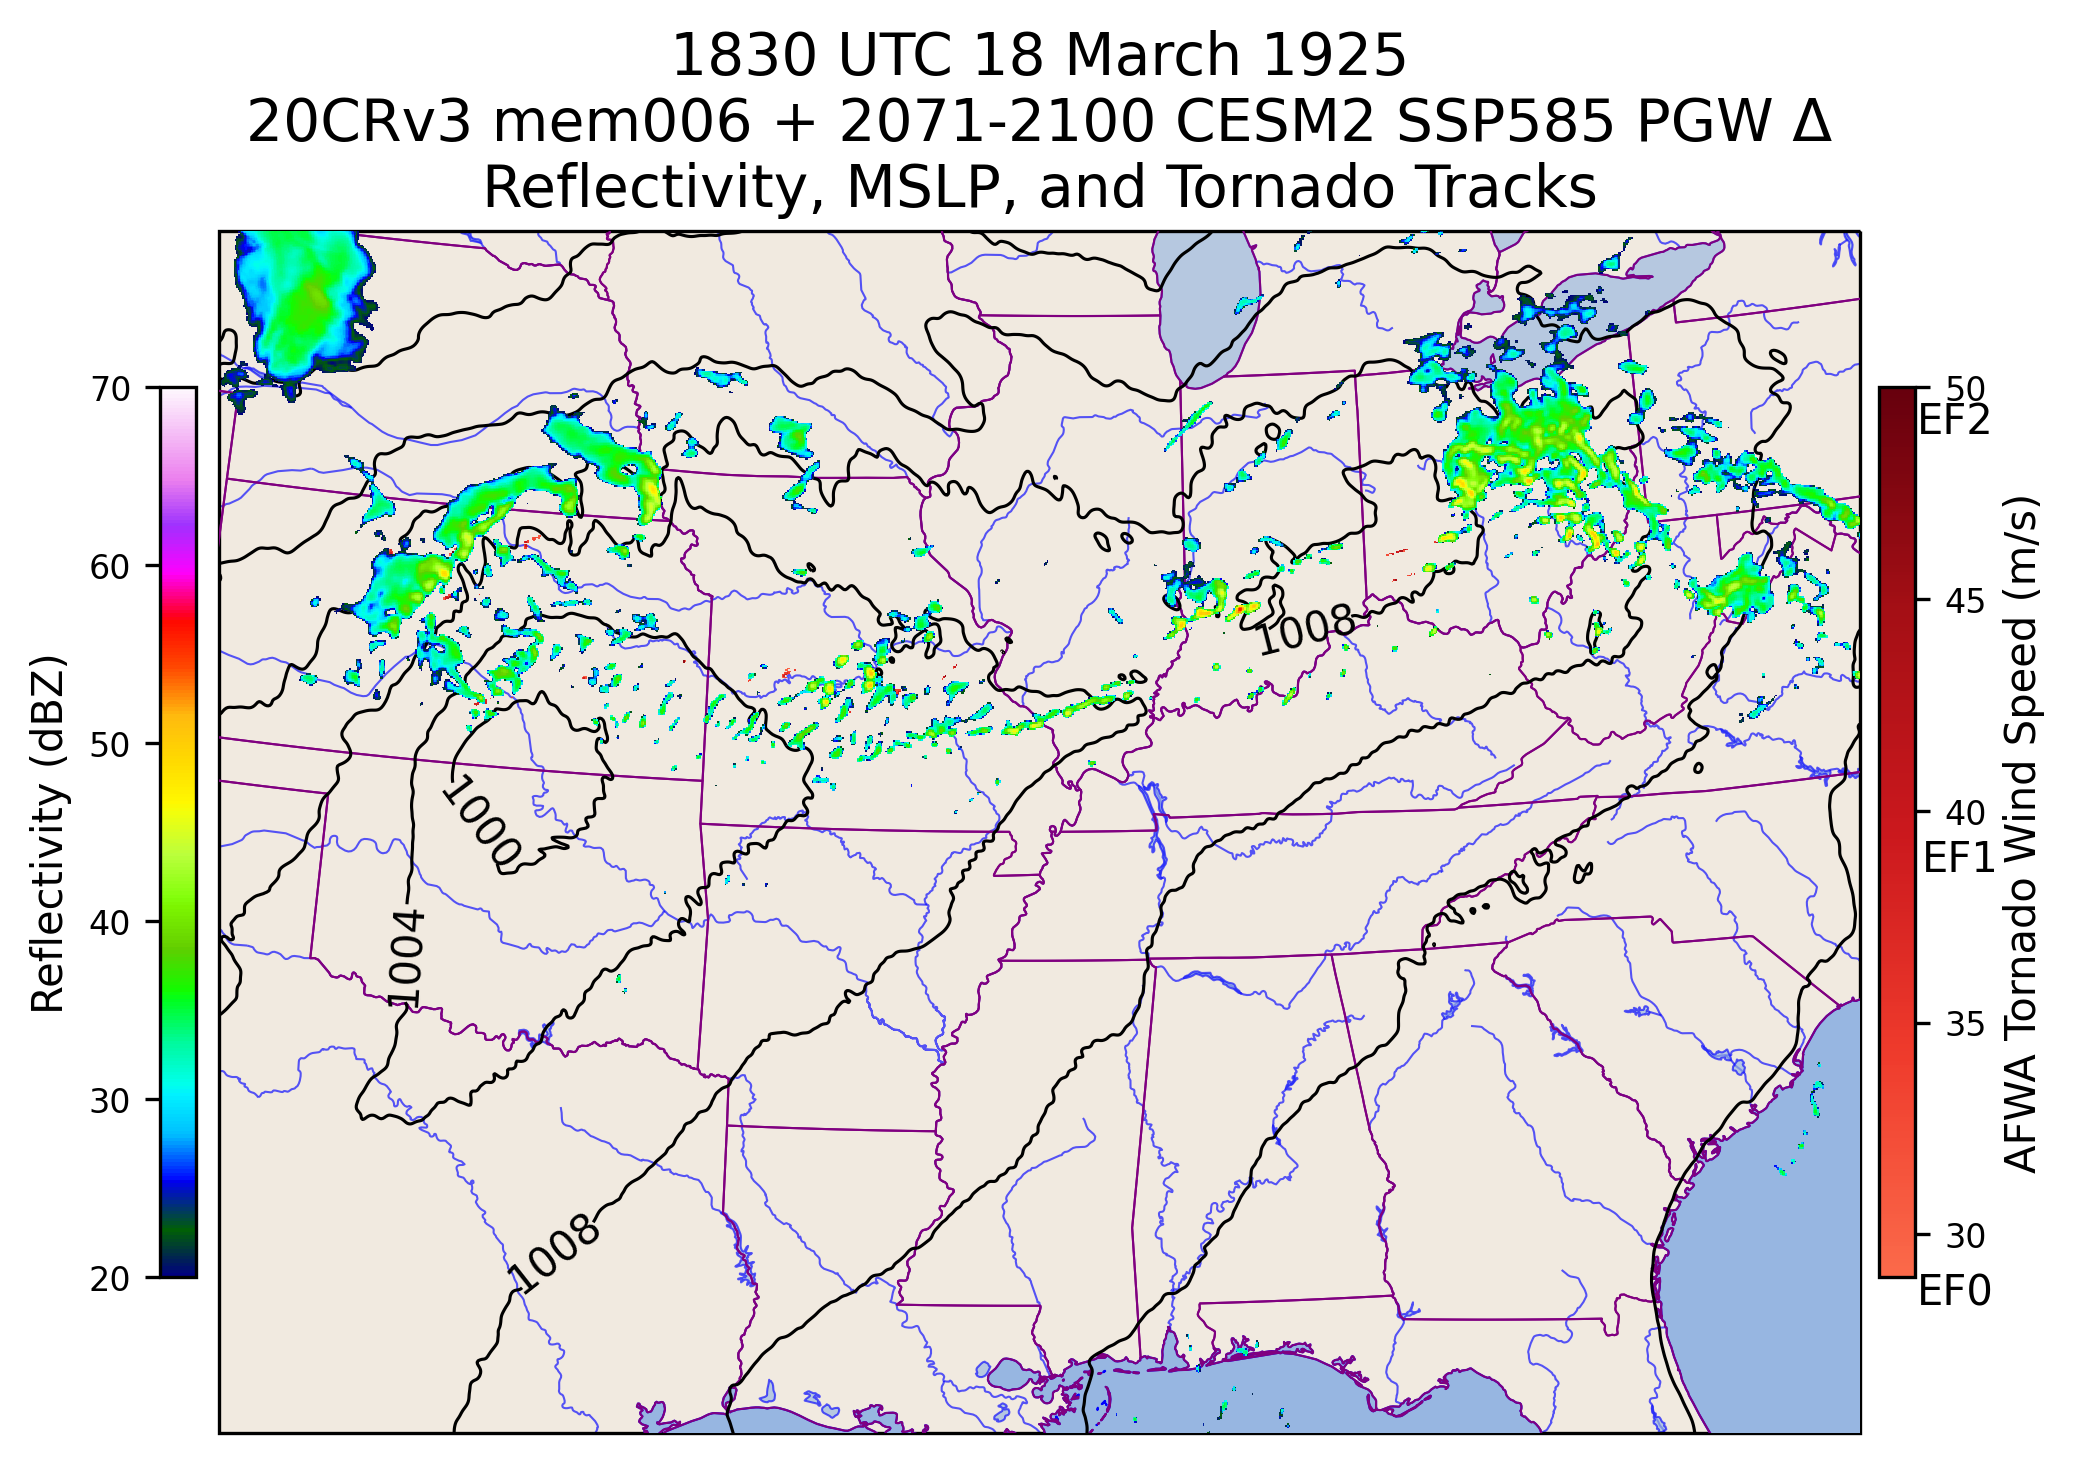 1830 UTC 18 March 1925
20CRv3 mem006 + 2071-2100 CESM2 SSP585 PGW Δ
Reflectivity, MSLP, and Tornado Tracks
70
60
50
40
30
20
Reflectivity (dBZ)
1008
1000
1004
1008
50
EF2
45
40
EF1
35
30
EF0
AFWA Tornado Wind Speed (m/s)